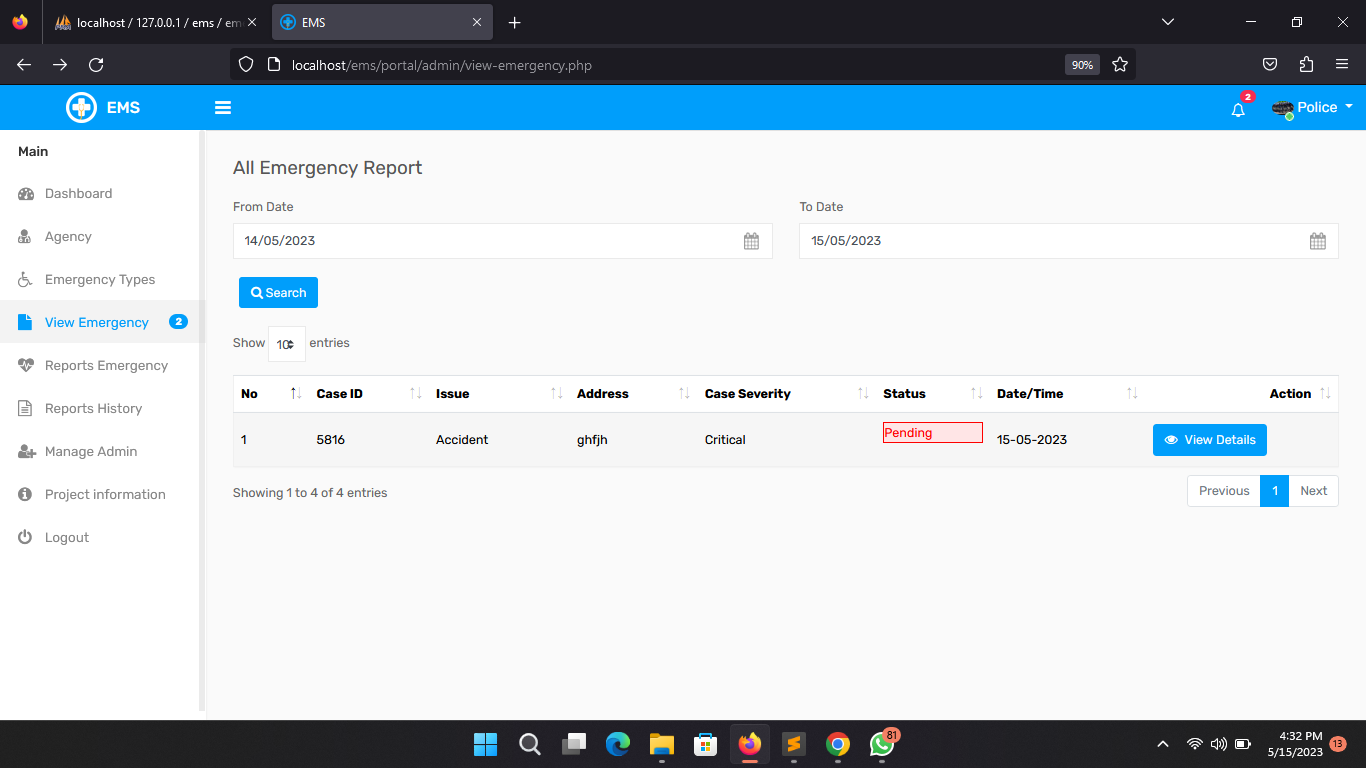 localhost / 127.0.0.1 / ems / em
EMS
localhost/ems/portal/admin/view-emergency.php
90%
EMS
2
Police
Main
Dashboard
Agency
Emergency Types
View Emergency 2
Reports Emergency
Reports History
Manage Admin
Project information
Logout
All Emergency Report
From Date To Date
14/05/2023 15/05/2023
Search
Show 10 entries
No Case ID Issue Address Case Severity Status Date/Time Action
1 5816 Accident ghfjh Critical Pending 15-05-2023 View Details
Showing 1 to 4 of 4 entries
Previous 1 Next
81
4:32 PM
5/15/2023
13